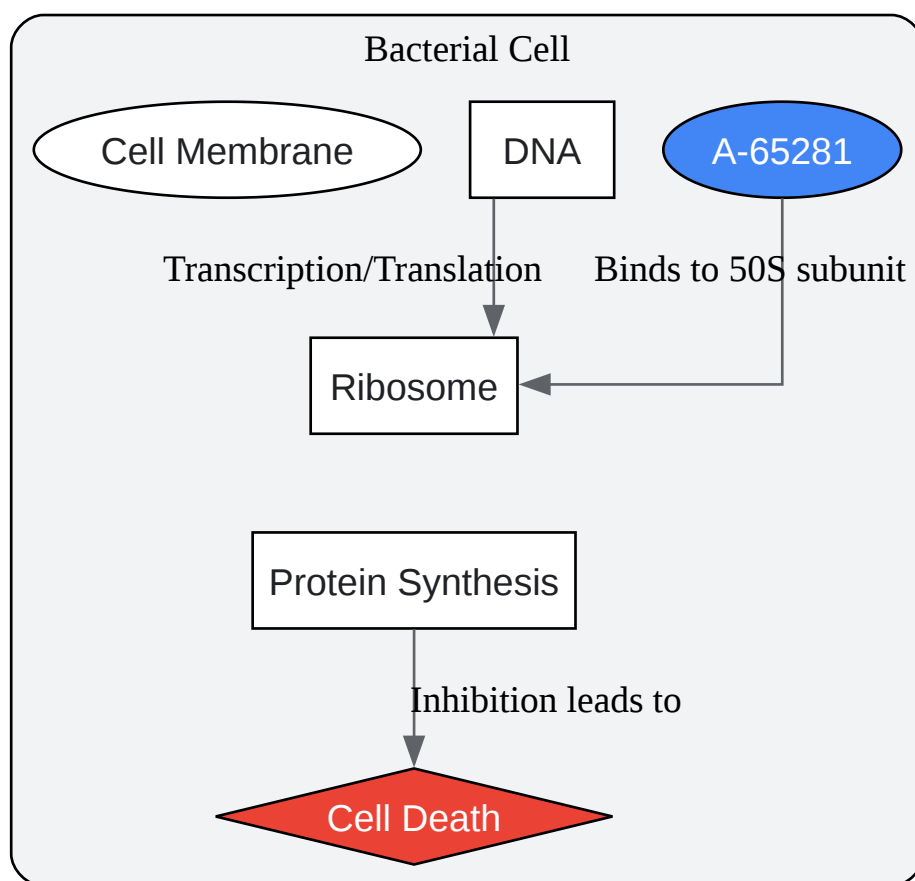 Bacterial Cell
Cell Membrane
DNA
A-65281
Transcription/Translation
Binds to 50S subunit
Ribosome
Protein Synthesis
Inhibition leads to
Cell Death